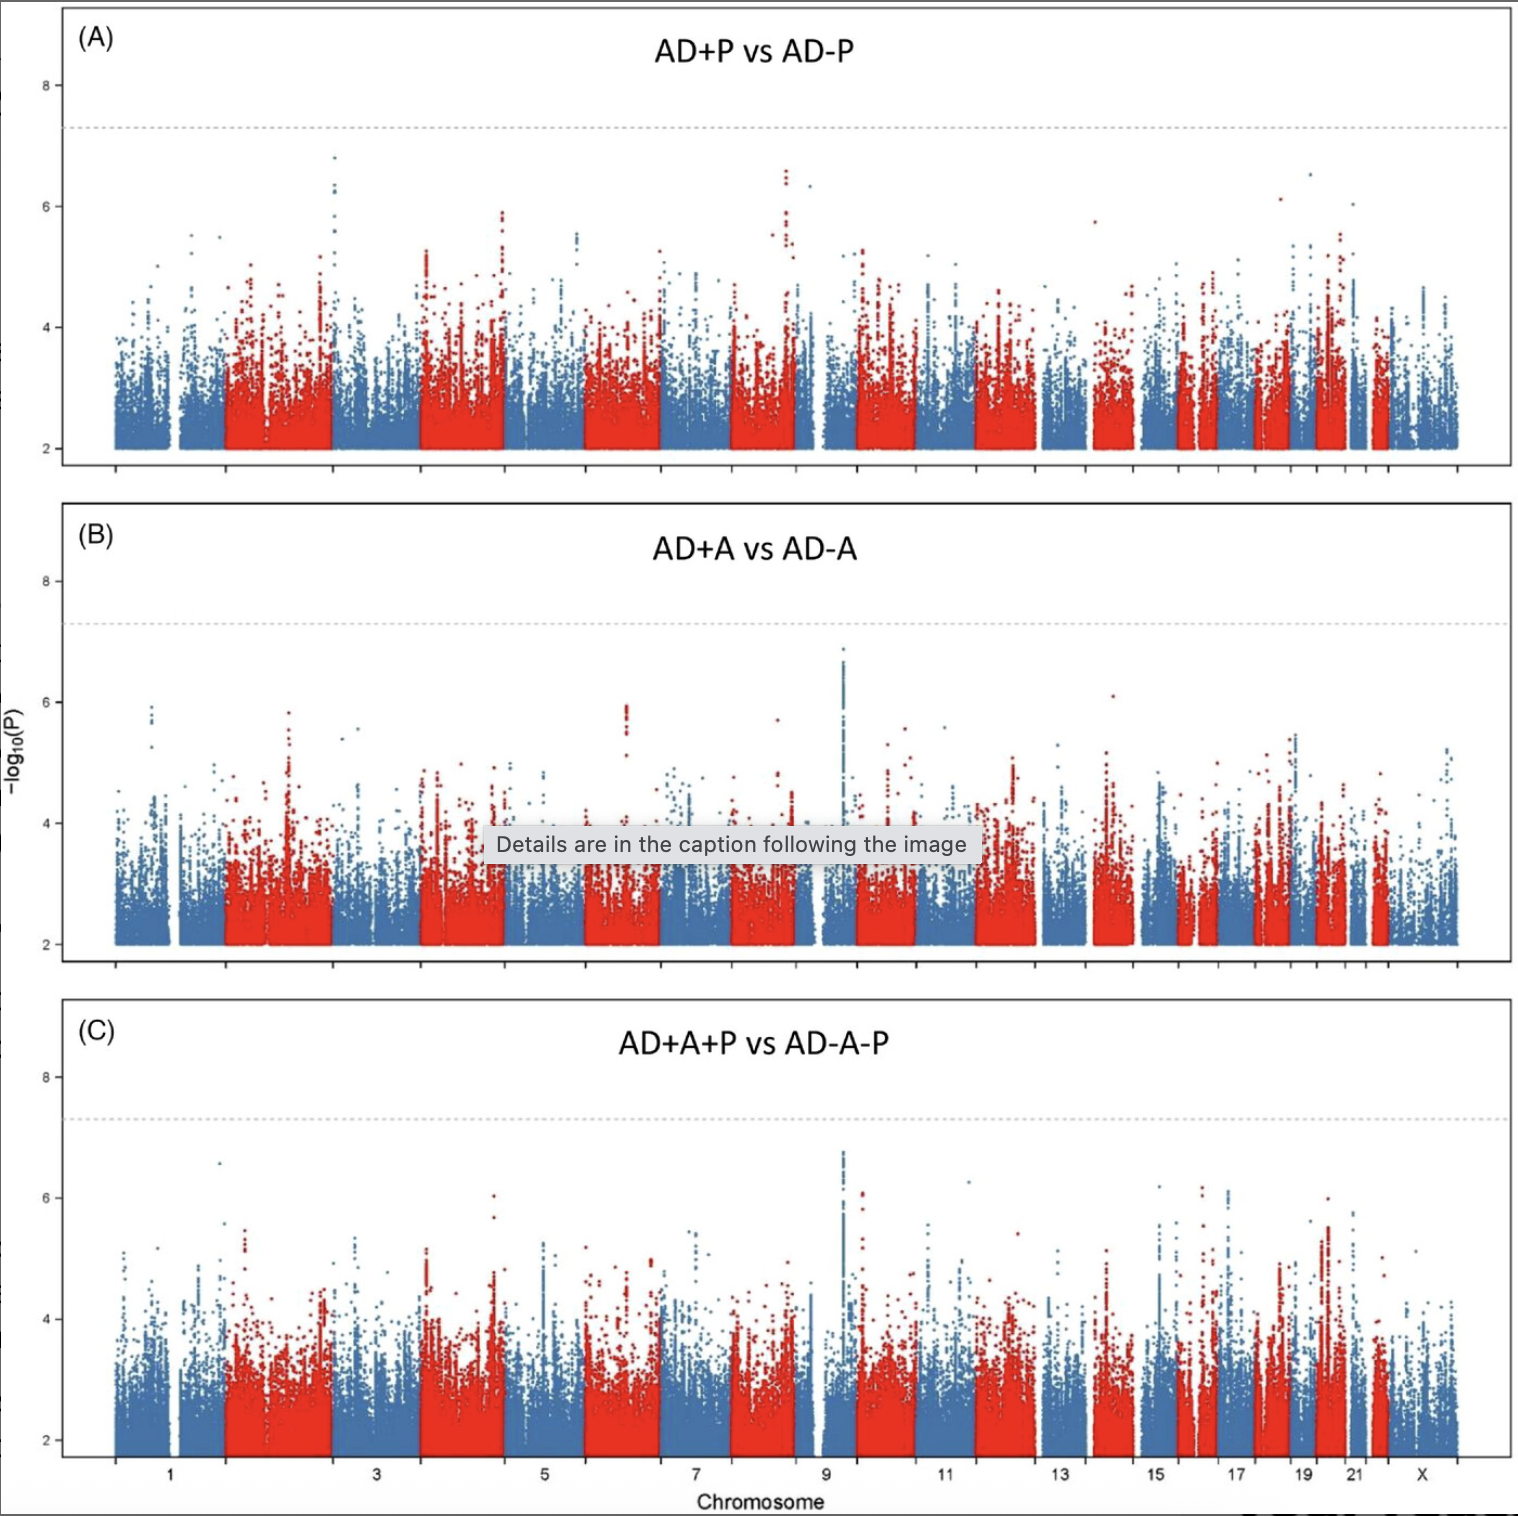 (A)
AD+P vs AD-P
8
6
4
2
(B)
AD+A vs AD-A
8
6
4
2
−log10(P)
Details are in the caption following the image
(C)
AD+A+P vs AD-A-P
8
6
4
2
1 3 5 7 9 11 13 15 17 19 21 X
Chromosome